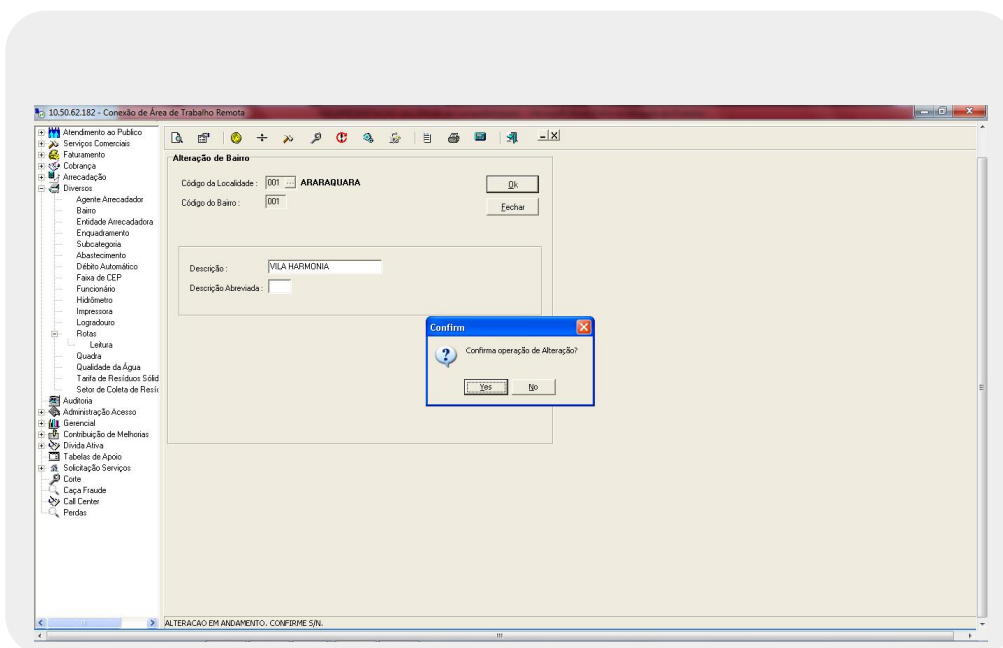 10.50.62.182 - Conexão de Área de Trabalho Remota
Atendimento ao Publico
Serviços Comerciais
Faturamento
Cobrança
Arrecadação
Diversos
Agente Arrecadador
Bairro
Entidade Arrecadadora
Enquadramento
Subcategoria
Abastecimento
Débito Automático
Faixa de CEP
Funcionário
Hidrômetro
Impressora
Logradouro
Rotas
Leitura
Quadra
Qualidade da Água
Tarifa de Resíduos Sólid
Setor de Coleta de Resíc
Auditoria
Administração Acesso
Gerencial
Contribuição de Melhorias
Divida Ativa
Tabelas de Apoio
Solicitação Serviços
Corte
Caça Fraude
Call Center
Perdas
Alteração de Bairro
Código da Localidade : 001 ... ARARAQUARA
Ok
Código do Bairro : 001
Fechar
Descrição : VILA HARMONIA
Descrição Abreviada :
Confirm
Confirma operação de Alteração?
Yes No
ALTERACAO EM ANDAMENTO. CONFIRME S/N.